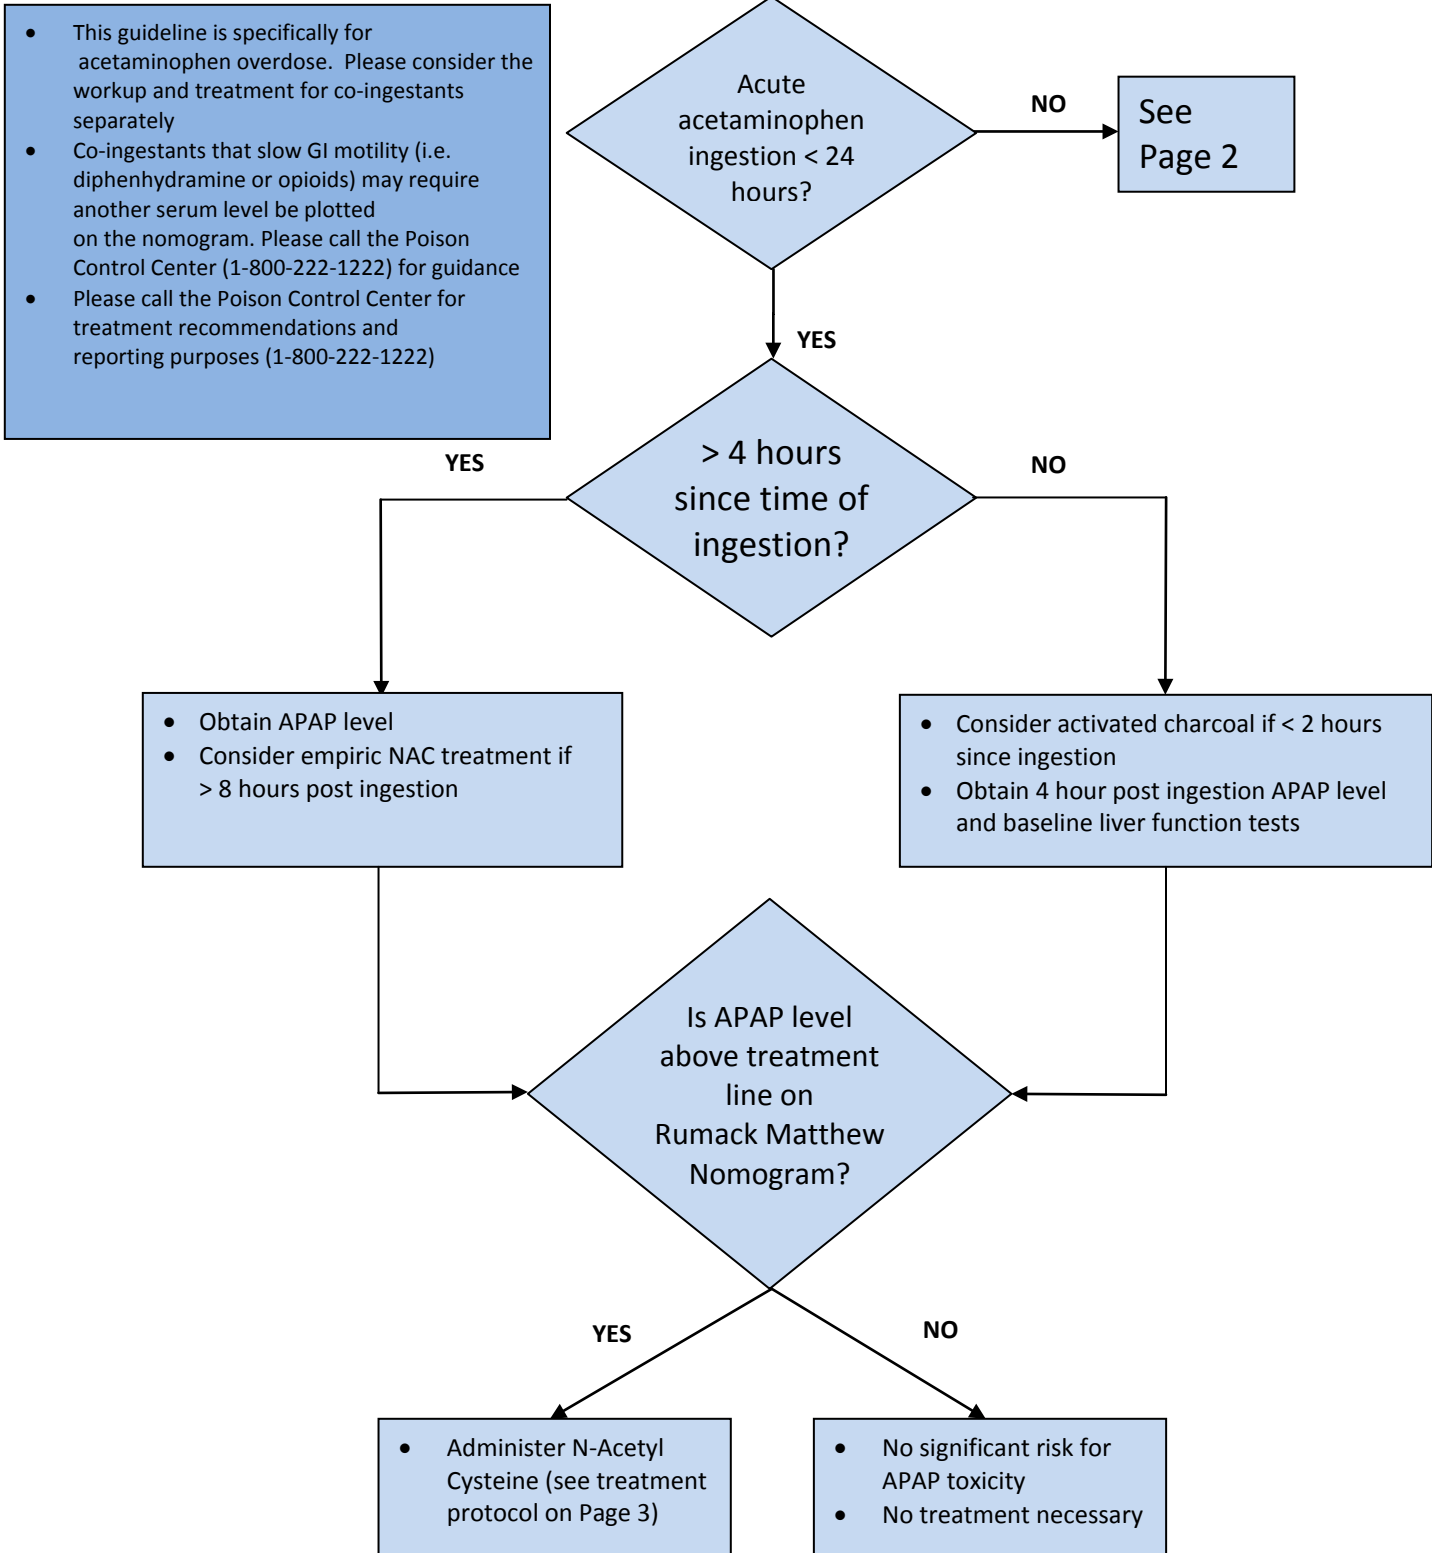 • This guideline is specifically for
acetaminophen overdose. Please consider the
workup and treatment for co-ingestants
separately
• Co-ingestants that slow GI motility (i.e.
diphenhydramine or opioids) may require
another serum level be plotted
on the nomogram. Please call the Poison
Control Center (1-800-222-1222) for guidance
• Please call the Poison Control Center for
treatment recommendations and
reporting purposes (1-800-222-1222)
Acute
acetaminophen
ingestion < 24
hours?
NO
See
Page 2
YES
> 4 hours
since time of
ingestion?
YES
NO
• Obtain APAP level
• Consider empiric NAC treatment if
> 8 hours post ingestion
• Consider activated charcoal if < 2 hours
since ingestion
• Obtain 4 hour post ingestion APAP level
and baseline liver function tests
Is APAP level
above treatment
line on
Rumack Matthew
Nomogram?
YES
NO
• Administer N-Acetyl
Cysteine (see treatment
protocol on Page 3)
• No significant risk for
APAP toxicity
• No treatment necessary